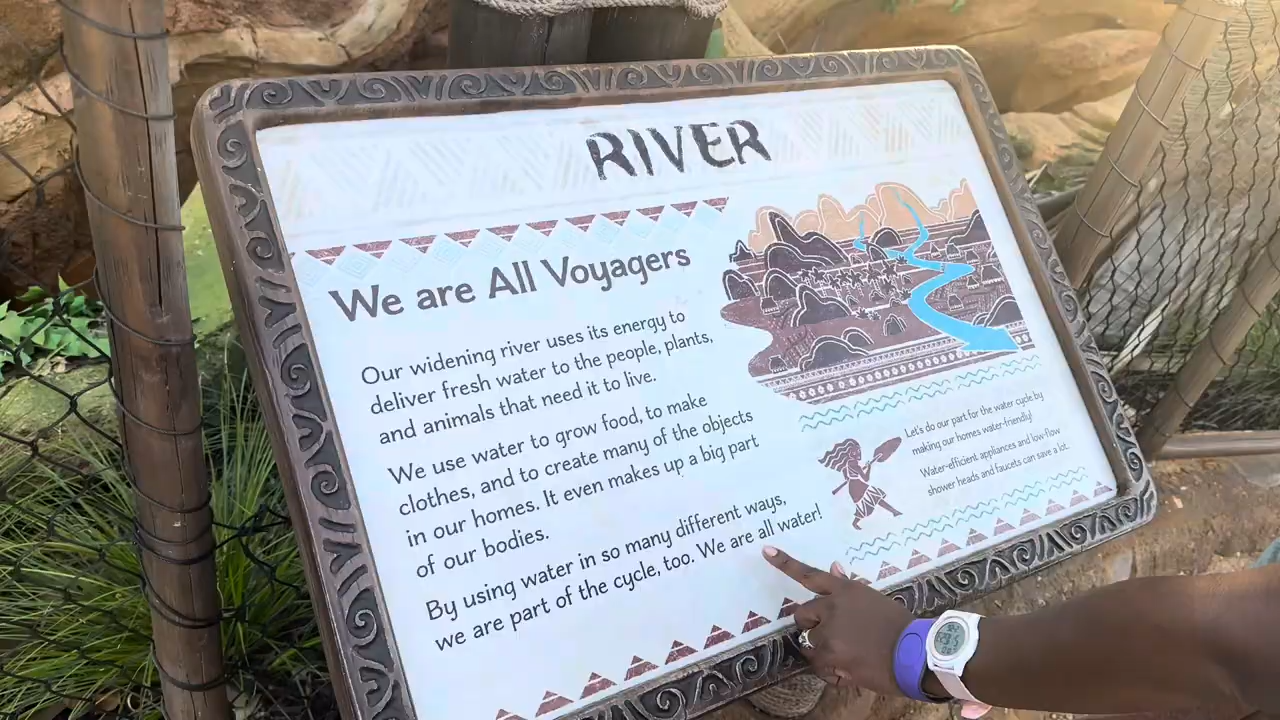 RIVER
We are All Voyagers
Our widening river uses its energy to
deliver fresh water to the people, plants,
and animals that need it to live.
We use water to grow food, to make
clothes, and to create many of the objects
in our homes. It even makes up a big part
of our bodies.
By using water in so many different ways,
we are part of the cycle, too. We are all water!
Let's do our part for the water cycle by
making our homes water-friendly!
Water-efficient appliances and low-flow
shower heads and faucets can save a lot.